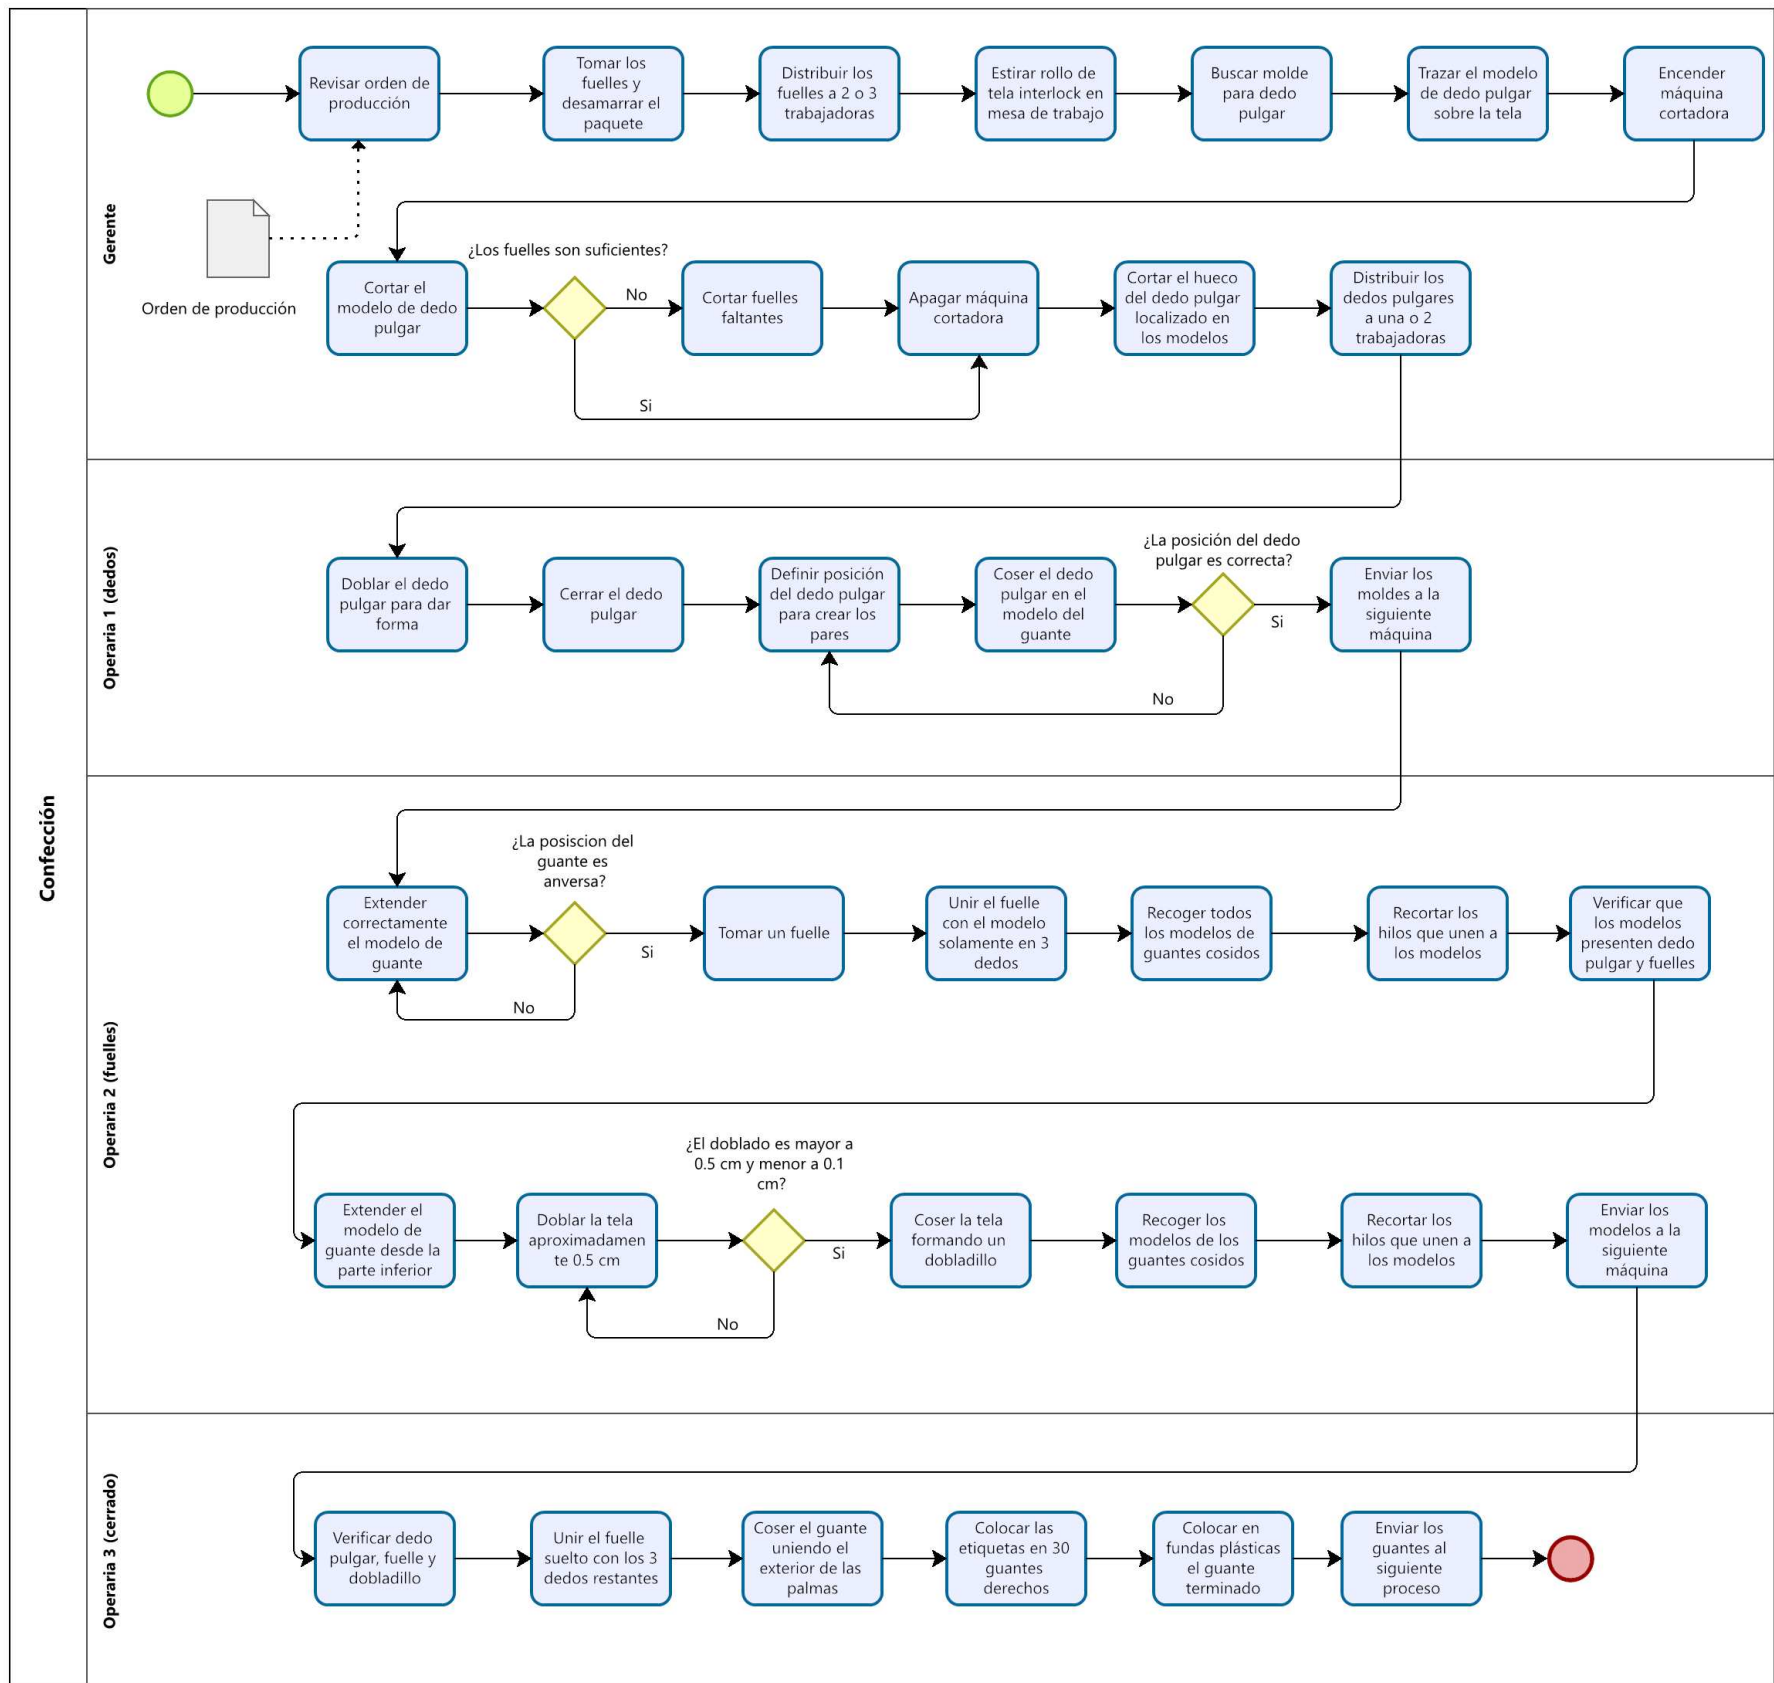 Confección
Gerente
Revisar orden de
producción
Tomar los
fuelles y
desamarrar el
paquete
Distribuir los
fuelles a 2 o 3
trabajadoras
Estirar rollo de
tela interlock en
mesa de trabajo
Buscar molde
para dedo
pulgar
Trazar el modelo
de dedo pulgar
sobre la tela
Encender
máquina
cortadora
Orden de producción
Cortar el
modelo de dedo
pulgar
¿Los fuelles son suficientes?
No
Si
Cortar fuelles
faltantes
Apagar máquina
cortadora
Cortar el hueco
del dedo pulgar
localizado en
los modelos
Distribuir los
dedos pulgares
a una o 2
trabajadoras
Operaria 1 (dedos)
Doblar el dedo
pulgar para dar
forma
Cerrar el dedo
pulgar
Definir posición
del dedo pulgar
para crear los
pares
Coser el dedo
pulgar en el
modelo del
guante
¿La posición del dedo
pulgar es correcta?
Si
No
Enviar los
moldes a la
siguiente
máquina
Operaria 2 (fuelles)
Extender
correctamente
el modelo de
guante
¿La posiscion del
guante es
anversa?
Si
No
Tomar un fuelle
Unir el fuelle
con el modelo
solamente en 3
dedos
Recoger todos
los modelos de
guantes cosidos
Recortar los
hilos que unen a
los modelos
Verificar que
los modelos
presenten dedo
pulgar y fuelles
Extender el
modelo de
guante desde la
parte inferior
Doblar la tela
aproximadamen
te 0.5 cm
¿El doblado es mayor a
0.5 cm y menor a 0.1
cm?
Si
No
Coser la tela
formando un
dobladillo
Recoger los
modelos de los
guantes cosidos
Recortar los
hilos que unen a
los modelos
Enviar los
modelos a la
siguiente
máquina
Operaria 3 (cerrado)
Verificar dedo
pulgar, fuelle y
dobladillo
Unir el fuelle
suelto con los 3
dedos restantes
Coser el guante
uniendo el
exterior de las
palmas
Colocar las
etiquetas en 30
guantes
derechos
Colocar en
fundas plásticas
el guante
terminado
Enviar los
guantes al
siguiente
proceso